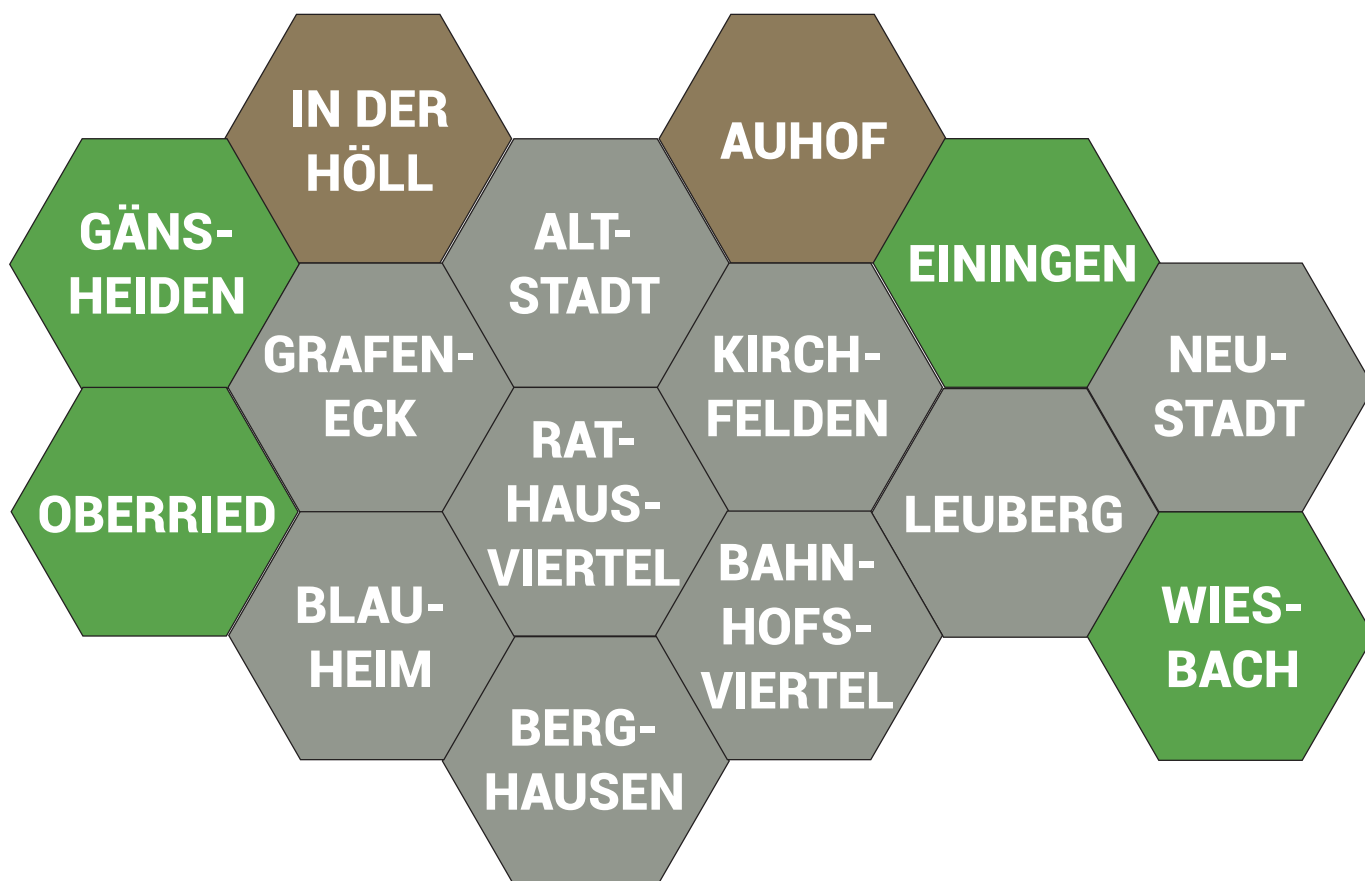 IN DER
HÖLL
AUHOF
GÄNS-
HEIDEN
ALT-
STADT
EININGEN
GRAFEN-
ECK
KIRCH-
FELDEN
NEU-
STADT
OBERRIED
RAT-
HAUS-
VIERTEL
LEUBERG
BLAU-
HEIM
BAHN-
HOFS-
VIERTEL
WIES-
BACH
BERG-
HAUSEN